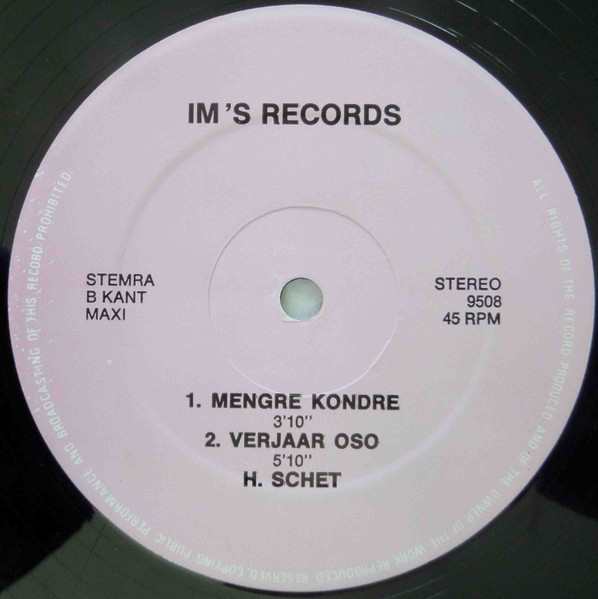 IM'S RECORDS
STEMRA
B KANT
MAXI
STEREO
9508
45 RPM
1. MENGRE KONDRE
3'10''
2. VERJAAR OSO
5'10''
H. SCHET
ALL RIGHTS OF THE RECORD PRODUCED AND OF THE OWNER OF THE WORK REPRODUCED RESERVED. COPYING PUBLIC PERFORMANCE AND BROADCASTING OF THIS RECORD PROHIBITED.